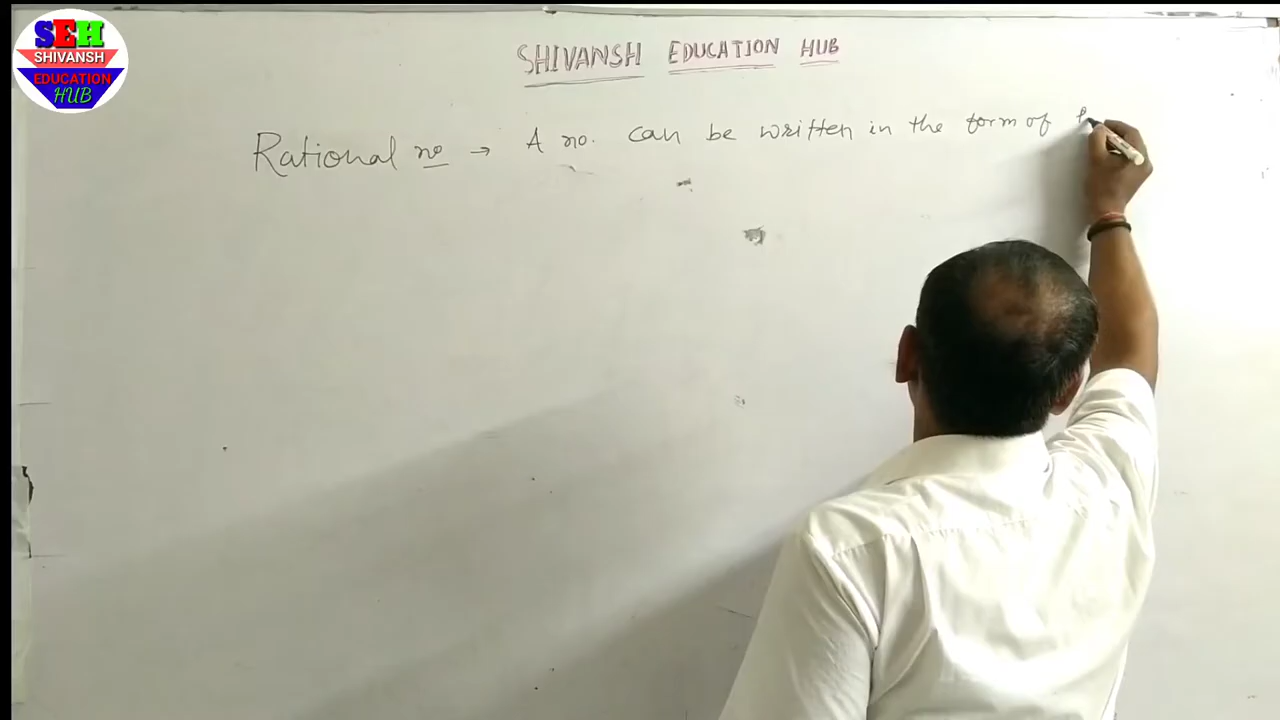 SEH
SHIVANSH
EDUCATION
HUB
SHIVANSH EDUCATION HUB
Rational no → A no. can be written in the form of P